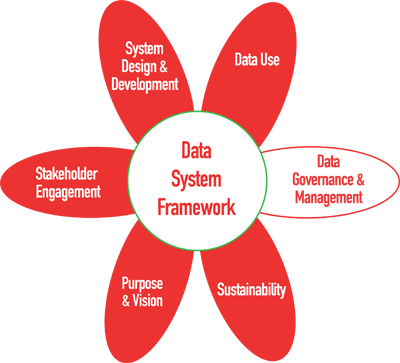 System
Design &
Development
Data Use
Stakeholder
Engagement
Data
System
Framework
Data
Governance &
Management
Purpose
& Vision
Sustainability